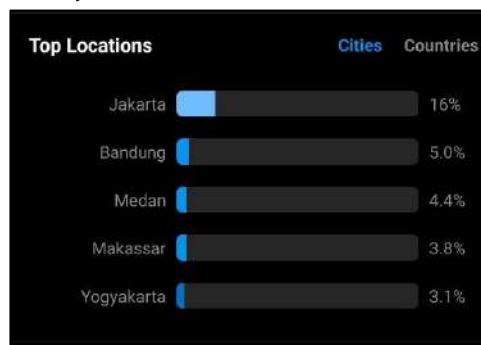 Top Locations Cities Countries
Jakarta 16%
Bandung 5.0%
Medan 4.4%
Makassar 3.8%
Yogyakarta 3.1%